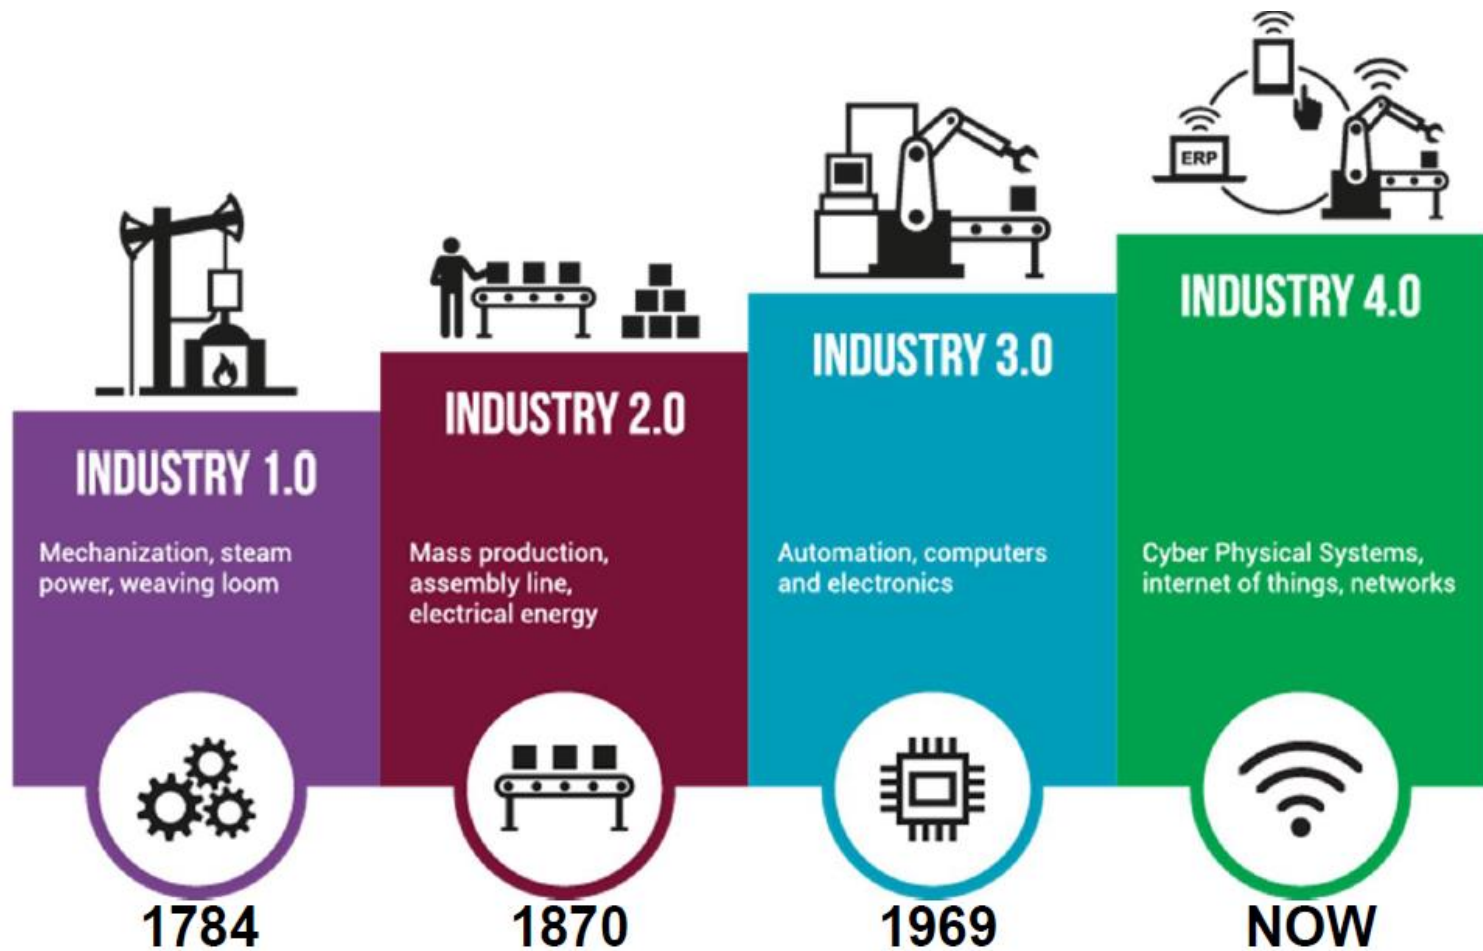 ERP
INDUSTRY 1.0
Mechanization, steam
power, weaving loom
1784
INDUSTRY 2.0
Mass production,
assembly line,
electrical energy
1870
INDUSTRY 3.0
Automation, computers
and electronics
1969
INDUSTRY 4.0
Cyber Physical Systems,
internet of things, networks
NOW